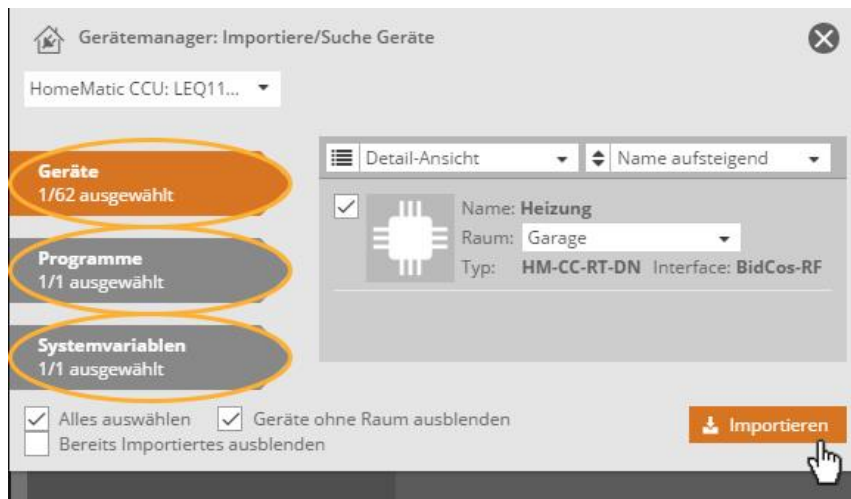 Gerätemanager: Importiere/Suche Geräte
HomeMatic CCU: LEQ11...
Geräte
1/62 ausgewählt
Programme
1/1 ausgewählt
Systemvariablen
1/1 ausgewählt
Detail-Ansicht
Name aufsteigend
Name: Heizung
Raum: Garage
Typ: HM-CC-RT-DN Interface: BidCos-RF
Alles auswählen Geräte ohne Raum ausblenden
Bereits Importiertes ausblenden
Importieren